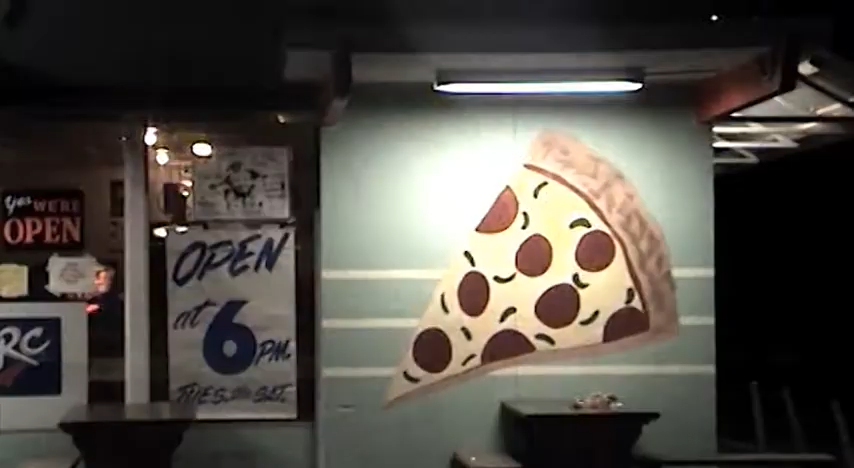 Yes WE'RE
OPEN
RC
OPEN
at 6
PM.
TUES. SAT.